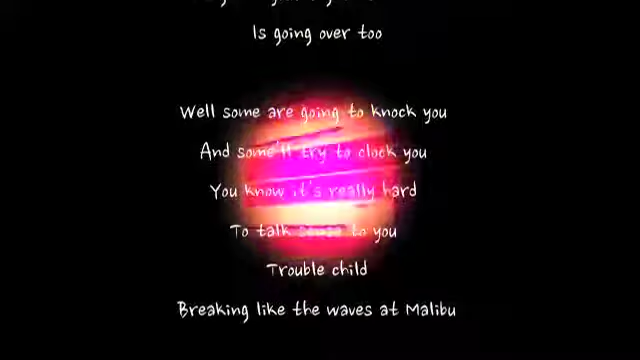 Is going over too
Well some are going to knock you
And some'll try to clock you
You know it's really hard
To talk sense to you
Trouble child
Breaking like the waves at Malibu